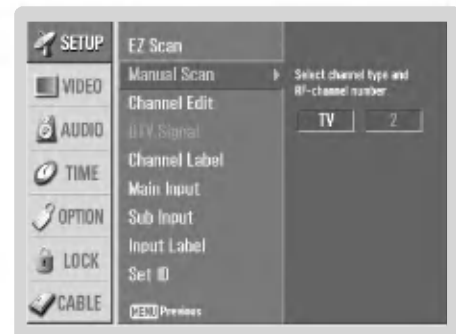 SETUP
VIDEO
AUDIO
TIME
OPTION
LOCK
CABLE
EZ Scan
Manual Scan
Channel Edit
DTV Signal
Channel Label
Main Input
Sub Input
Input Label
Set ID
MENU Previous
Select channel type and
RF-channel number
TV 2